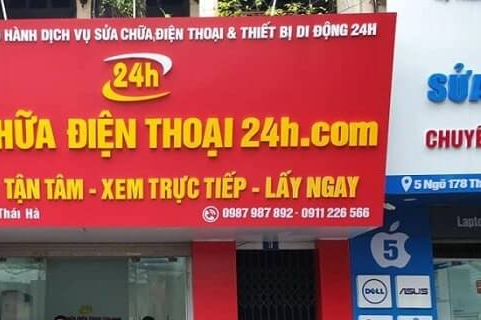 HÀNH DỊCH VỤ SỬA CHỮA ĐIỆN THOẠI & THIẾT BỊ DI ĐỘNG 24H
24h
HỮA ĐIỆN THOẠI 24h.com
TẬN TÂM - XEM TRỰC TIẾP - LẤY NGAY
Thái Hà
0987 987 892 - 0911 226 566
SỬA
CHUYÊ
5 Ngõ 178 Th
Lapt
5
DELL
ASUS